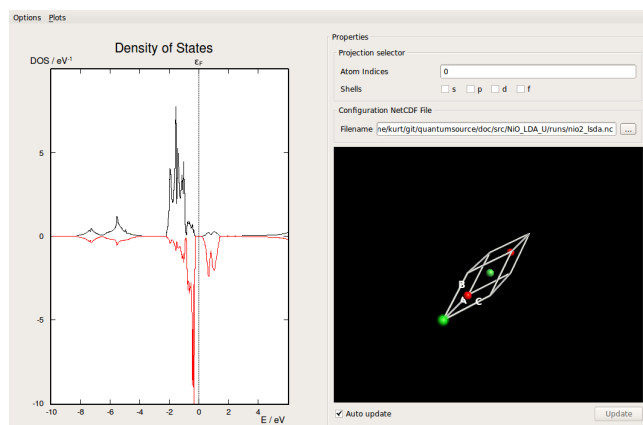 Options Plots
Density of States
DOS / eV⁻¹
εF
5
0
-5
-10
-10 -8 -6 -4 -2 0 2 4
E / eV
Properties
Projection selector
Atom Indices 0
Shells s p d f
Configuration NetCDF File
Filename ne/kurt/git/quantumsource/doc/src/NiO_LDA_U/runs/nio2_lsda.nc ...
B
A C
Auto update Update